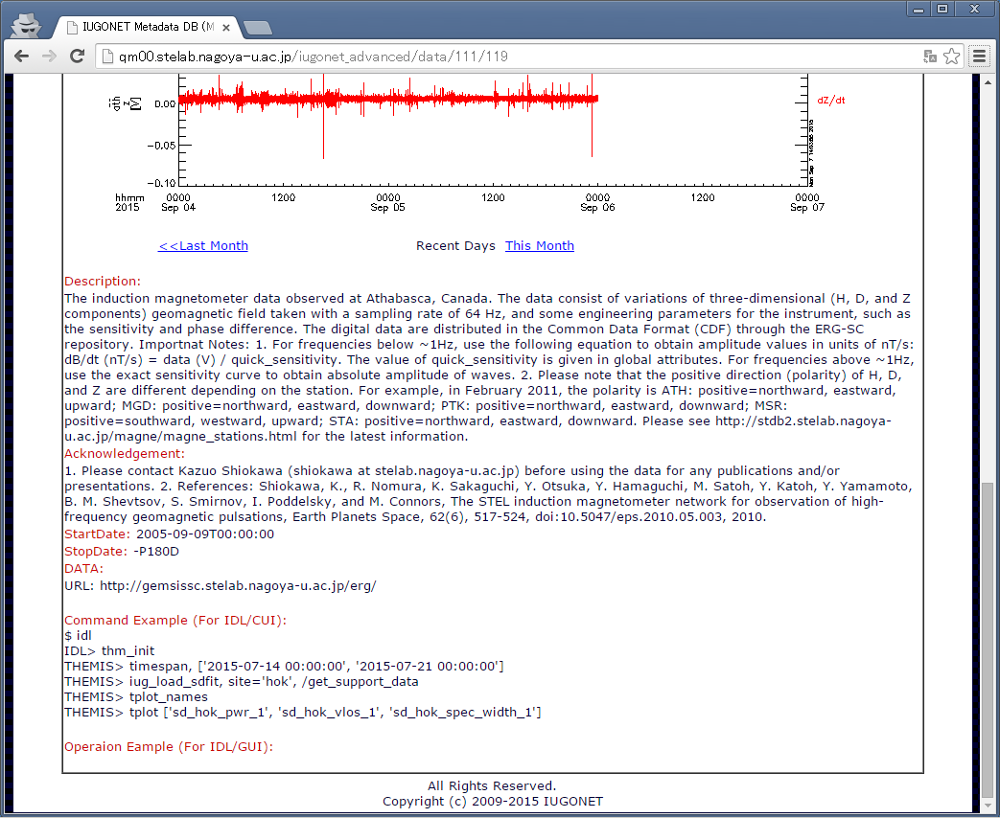 IUGONET Metadata DB (M
qm00.stelab.nagoya-u.ac.jp/iugonet_advanced/data/111/119
ath
z
[V]
0.00
-0.05
-0.10
dZ/dt
hhmm 0000 1200 0000 1200 0000 1200 0000
2015 Sep 04 Sep 05 Sep 06 Sep 07
<<Last Month Recent Days This Month
Description:
The induction magnetometer data observed at Athabasca, Canada. The data consist of variations of three-dimensional (H, D, and Z
components) geomagnetic field taken with a sampling rate of 64 Hz, and some engineering parameters for the instrument, such as
the sensitivity and phase difference. The digital data are distributed in the Common Data Format (CDF) through the ERG-SC
repository. Importnat Notes: 1. For frequencies below ~1Hz, use the following equation to obtain amplitude values in units of nT/s:
dB/dt (nT/s) = data (V) / quick_sensitivity. The value of quick_sensitivity is given in global attributes. For frequencies above ~1Hz,
use the exact sensitivity curve to obtain absolute amplitude of waves. 2. Please note that the positive direction (polarity) of H, D,
and Z are different depending on the station. For example, in February 2011, the polarity is ATH: positive=northward, eastward,
upward; MGD: positive=northward, eastward, downward; PTK: positive=northward, eastward, downward; MSR:
positive=southward, westward, upward; STA: positive=northward, eastward, downward. Please see http://stdb2.stelab.nagoya-
u.ac.jp/magne/magne_stations.html for the latest information.
Acknowledgement:
1. Please contact Kazuo Shiokawa (shiokawa at stelab.nagoya-u.ac.jp) before using the data for any publications and/or
presentations. 2. References: Shiokawa, K., R. Nomura, K. Sakaguchi, Y. Otsuka, Y. Hamaguchi, M. Satoh, Y. Katoh, Y. Yamamoto,
B. M. Shevtsov, S. Smirnov, I. Poddelsky, and M. Connors, The STEL induction magnetometer network for observation of high-
frequency geomagnetic pulsations, Earth Planets Space, 62(6), 517-524, doi:10.5047/eps.2010.05.003, 2010.
StartDate: 2005-09-09T00:00:00
StopDate: -P180D
DATA:
URL: http://gemsissc.stelab.nagoya-u.ac.jp/erg/
Command Example (For IDL/CUI):
$ idl
IDL> thm_init
THEMIS> timespan, ['2015-07-14 00:00:00', '2015-07-21 00:00:00']
THEMIS> iug_load_sdfit, site='hok', /get_support_data
THEMIS> tplot_names
THEMIS> tplot ['sd_hok_pwr_1', 'sd_hok_vlos_1', 'sd_hok_spec_width_1']
Operaion Eample (For IDL/GUI):
All Rights Reserved.
Copyright (c) 2009-2015 IUGONET